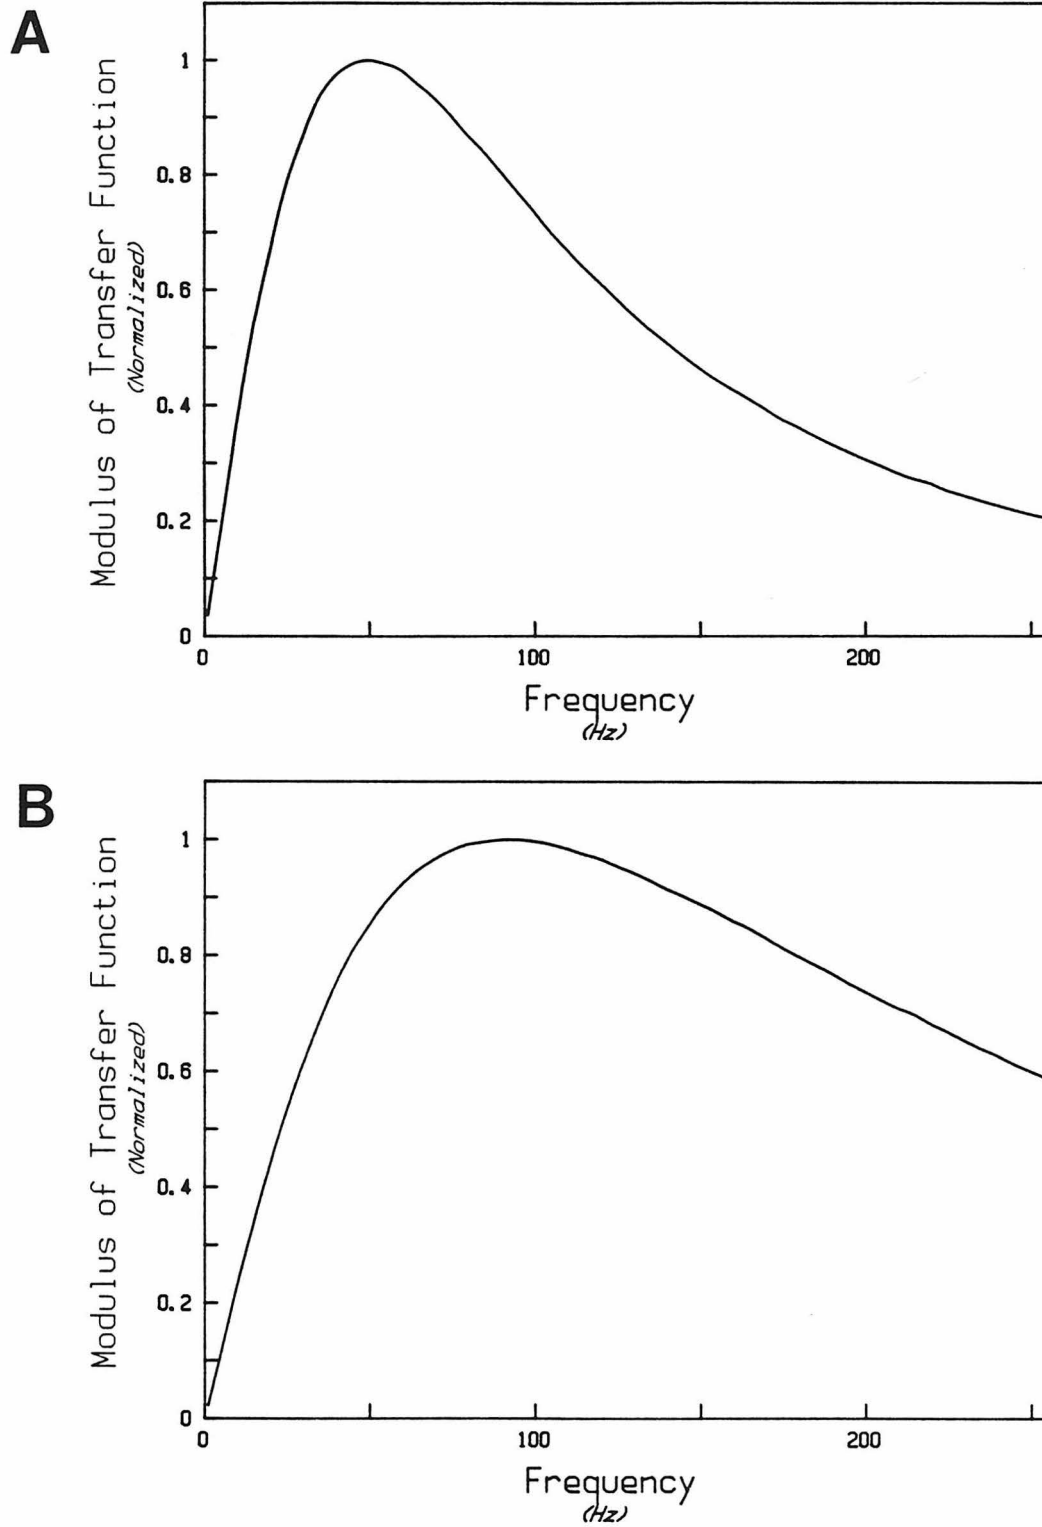 A
Modulus of Transfer Function
(Normalized)
1
0.8
0.6
0.4
0.2
0
0
100
200
Frequency
(Hz)
B
Modulus of Transfer Function
(Normalized)
1
0.8
0.6
0.4
0.2
0
0
100
200
Frequency
(Hz)